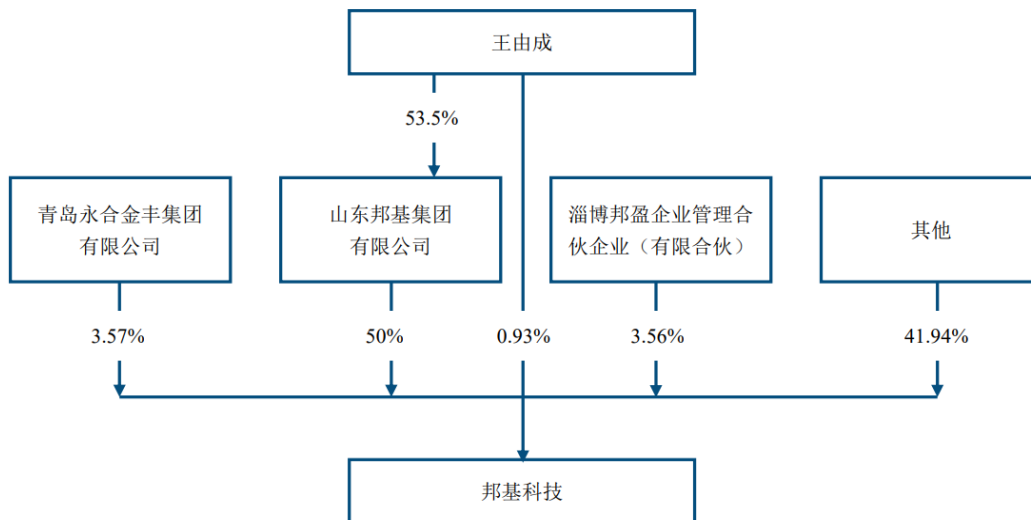 王由成
53.5%
青岛永合金丰集团
有限公司
山东邦基集团
有限公司
淄博邦盈企业管理合
伙企业（有限合伙）
其他
3.57%
50%
0.93%
3.56%
41.94%
邦基科技